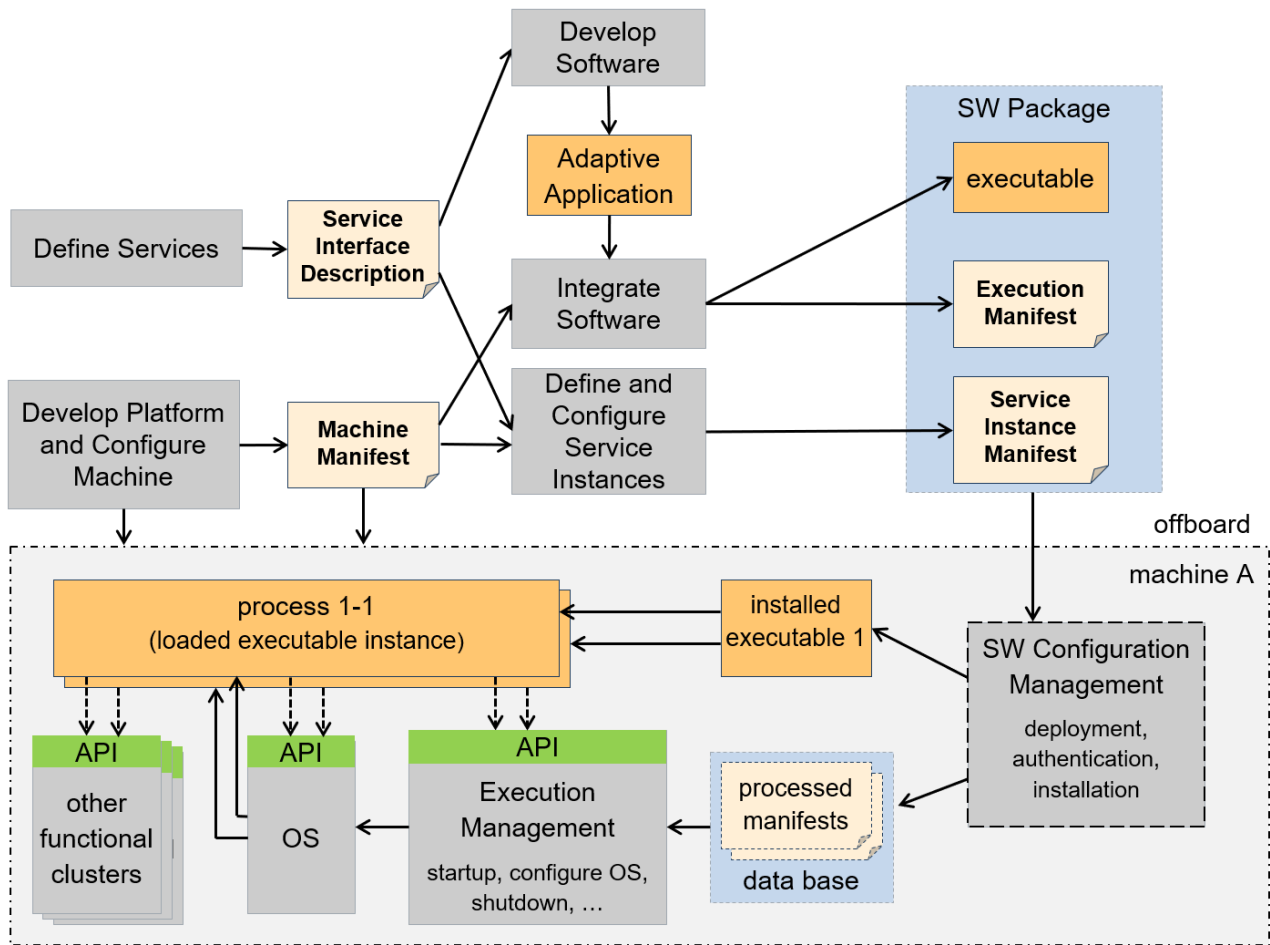 Develop
Software
SW Package
Adaptive
Application
executable
Define Services
Service
Interface
Description
Integrate
Software
Execution
Manifest
Develop Platform
and Configure
Machine
Machine
Manifest
Define and
Configure
Service
Instances
Service
Instance
Manifest
offboard
machine A
process 1-1
(loaded executable instance)
installed
executable 1
SW Configuration
Management
deployment,
authentication,
installation
API
other
functional
clusters
API
OS
API
Execution
Management
startup, configure OS,
shutdown, …
processed
manifests
data base